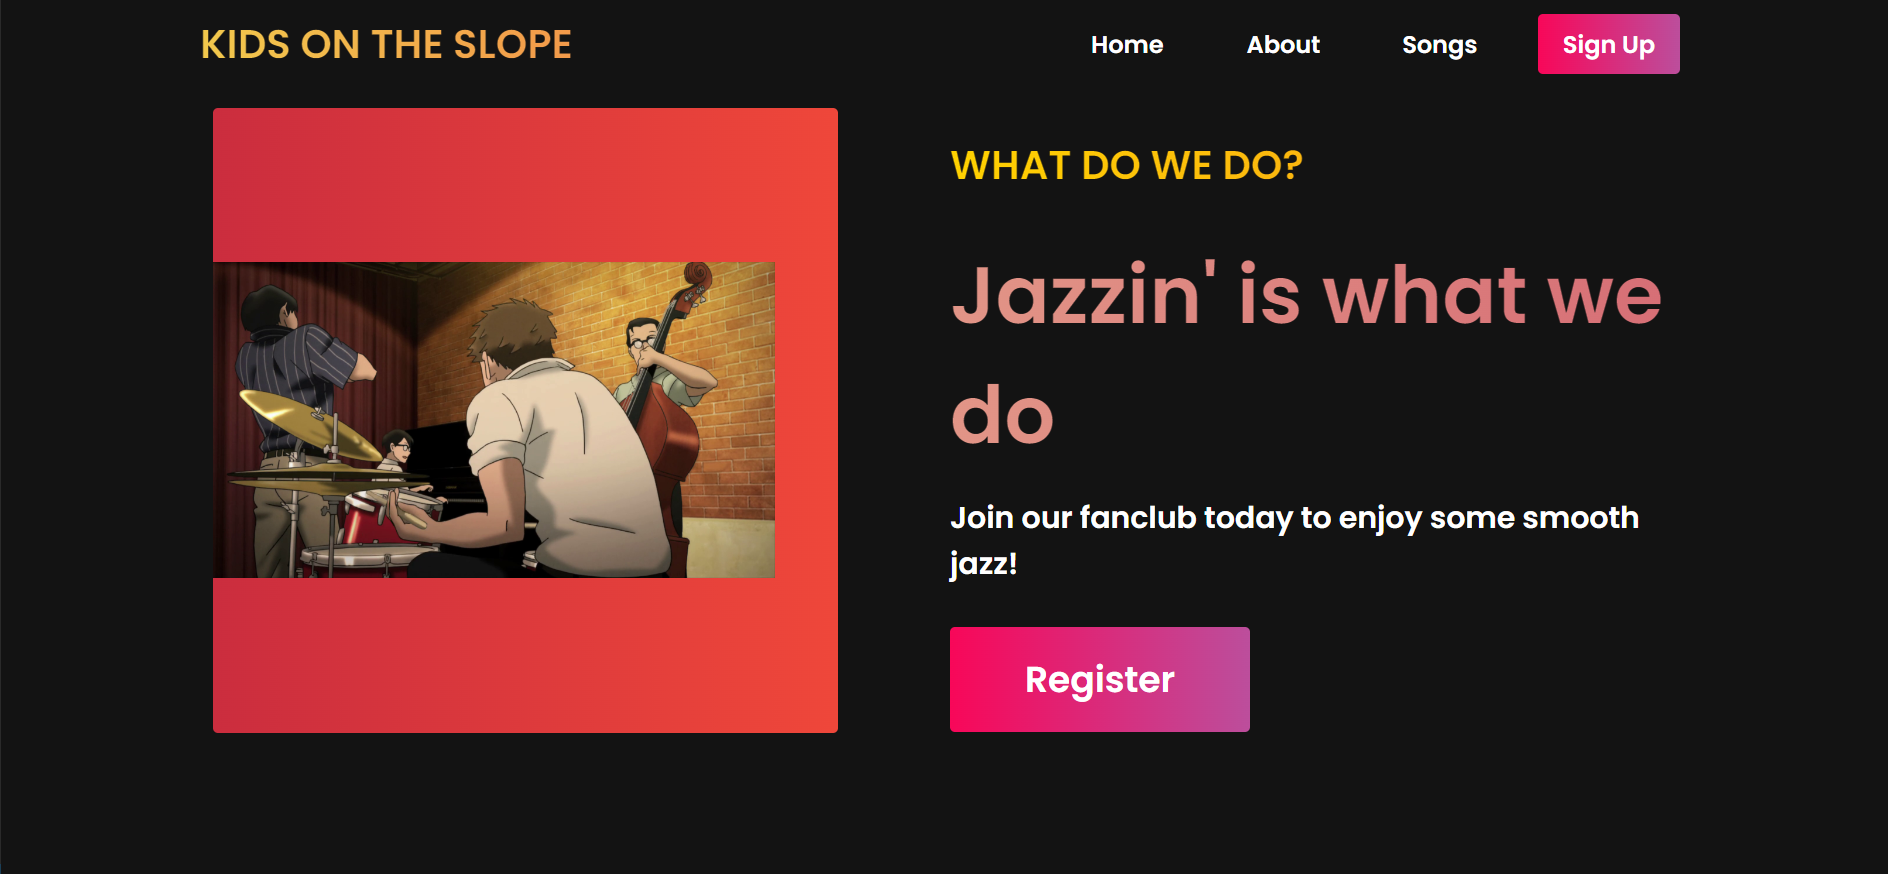 KIDS ON THE SLOPE
Home
About
Songs
Sign Up
WHAT DO WE DO?
Jazzin' is what we
do
Join our fanclub today to enjoy some smooth
jazz!
Register